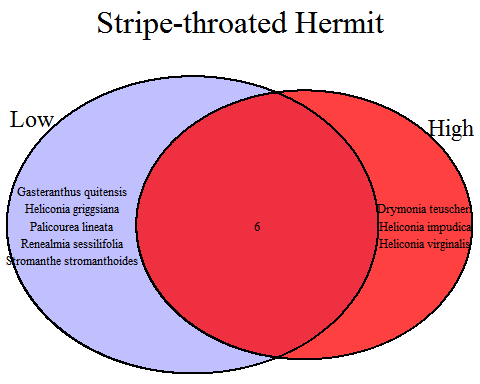 Stripe-throated Hermit
Low
High
Gasteranthus quitensis
Heliconia griggsiana
Palicourea lineata
Renealmia sessilifolia
Stromanthe stromanthoides
6
Drymonia teuscheri
Heliconia impudica
Heliconia virginalis